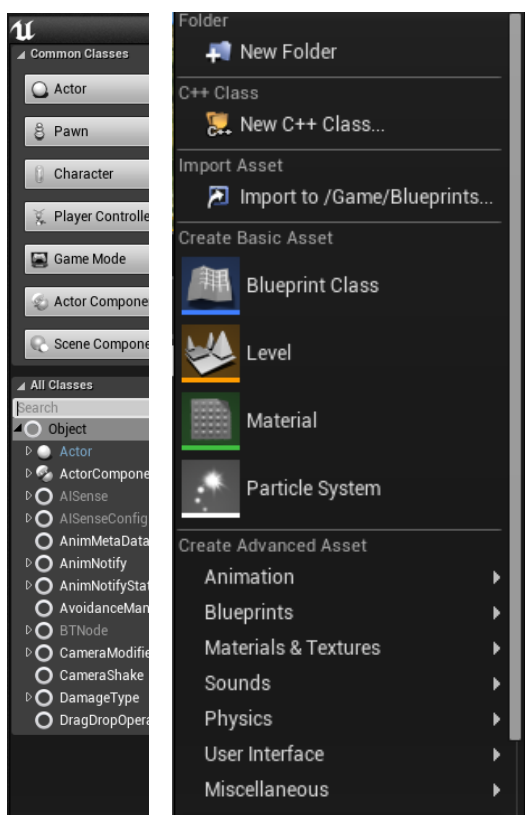 Common Classes
Actor
Pawn
Character
Player Controlle
Game Mode
Actor Compone
Scene Compone
All Classes
Search
Object
Actor
ActorCompone
AISense
AISenseConfig
AnimMetaData
AnimNotify
AnimNotifyStat
AvoidanceMan
BTNode
CameraModifie
CameraShake
DamageType
DragDropOpera
Folder
New Folder
C++ Class
New C++ Class...
Import Asset
Import to /Game/Blueprints...
Create Basic Asset
Blueprint Class
Level
Material
Particle System
Create Advanced Asset
Animation
Blueprints
Materials & Textures
Sounds
Physics
User Interface
Miscellaneous